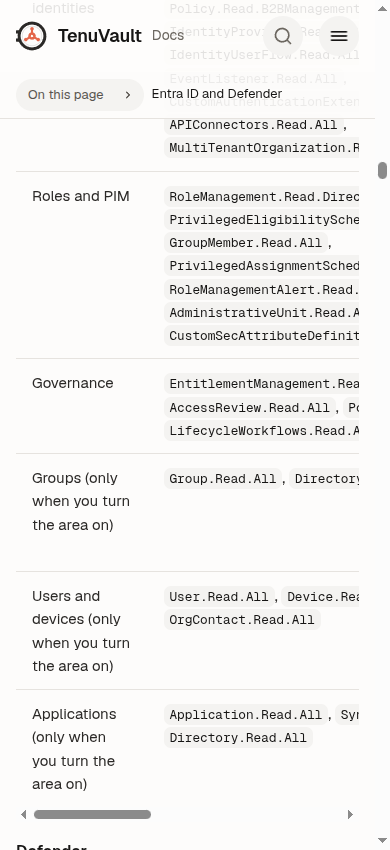 identities
Policy.Read.B2BManagement
TenuVault Docs
IdentityUserFlow.Read.All
EventListener.Read.All,
On this page Entra ID and Defender
APIConnectors.Read.All,
MultiTenantOrganization.R
Roles and PIM
RoleManagement.Read.Direc
PrivilegedEligibilitySche
GroupMember.Read.All,
PrivilegedAssignmentSched
RoleManagementAlert.Read.
AdministrativeUnit.Read.A
CustomSecAttributeDefinit
Governance
EntitlementManagement.Rea
AccessReview.Read.All, Po
LifecycleWorkflows.Read.A
Groups (only
when you turn
the area on)
Group.Read.All, Directory
Users and
devices (only
when you turn
the area on)
User.Read.All, Device.Rea
OrgContact.Read.All
Applications
(only when
you turn the
area on)
Application.Read.All, Syn
Directory.Read.All
Defender